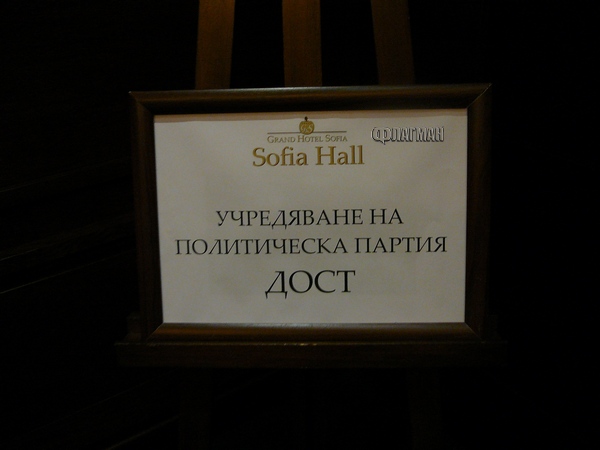 GRAND HOTEL SOFIA
ФЛАГМАН
Sofia Hall
УЧРЕДЯВАНЕ НА
ПОЛИТИЧЕСКА ПАРТИЯ
ДОСТ